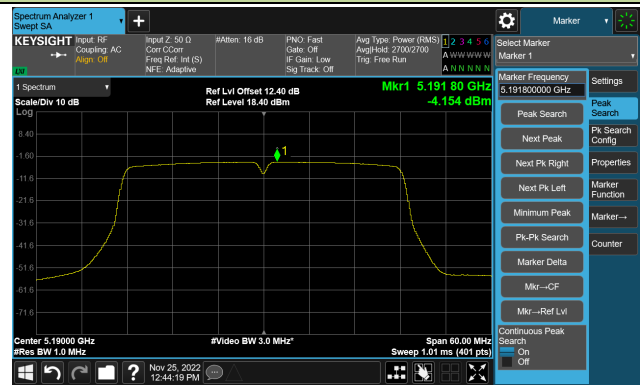 Spectrum Analyzer 1
Swept SA
Marker
KEYSIGHT
Input: RF
Coupling: AC
Align: Off
Input Z: 50 Ω
Corr CCorr
Freq Ref: Int (S)
NFE: Adaptive
#Atten: 16 dB
PNO: Fast
Gate: Off
IF Gain: Low
Sig Track: Off
Avg Type: Power (RMS)
Avg|Hold: 2700/2700
Trig: Free Run
1 2 3 4 5 6
A W W W W W
A N N N N N
Select Marker
Marker 1
1 Spectrum
Scale/Div 10 dB
Log
Ref Lvl Offset 12.40 dB
Ref Level 18.40 dBm
Mkr1 5.191 80 GHz
-4.154 dBm
8.40
-1.60
-11.6
-21.6
-31.6
-41.6
-51.6
-61.6
-71.6
1
Center 5.19000 GHz
#Res BW 1.0 MHz
#Video BW 3.0 MHz*
Span 60.00 MHz
Sweep 1.01 ms (401 pts)
Marker Frequency
5.191800000 GHz
Peak Search
Next Peak
Next Pk Right
Next Pk Left
Minimum Peak
Pk-Pk Search
Marker Delta
Mkr→CF
Mkr→Ref Lvl
Continuous Peak
Search
On
Off
Settings
Peak
Search
Pk Search
Config
Properties
Marker
Function
Marker→
Counter
?
Nov 25, 2022
12:44:19 PM